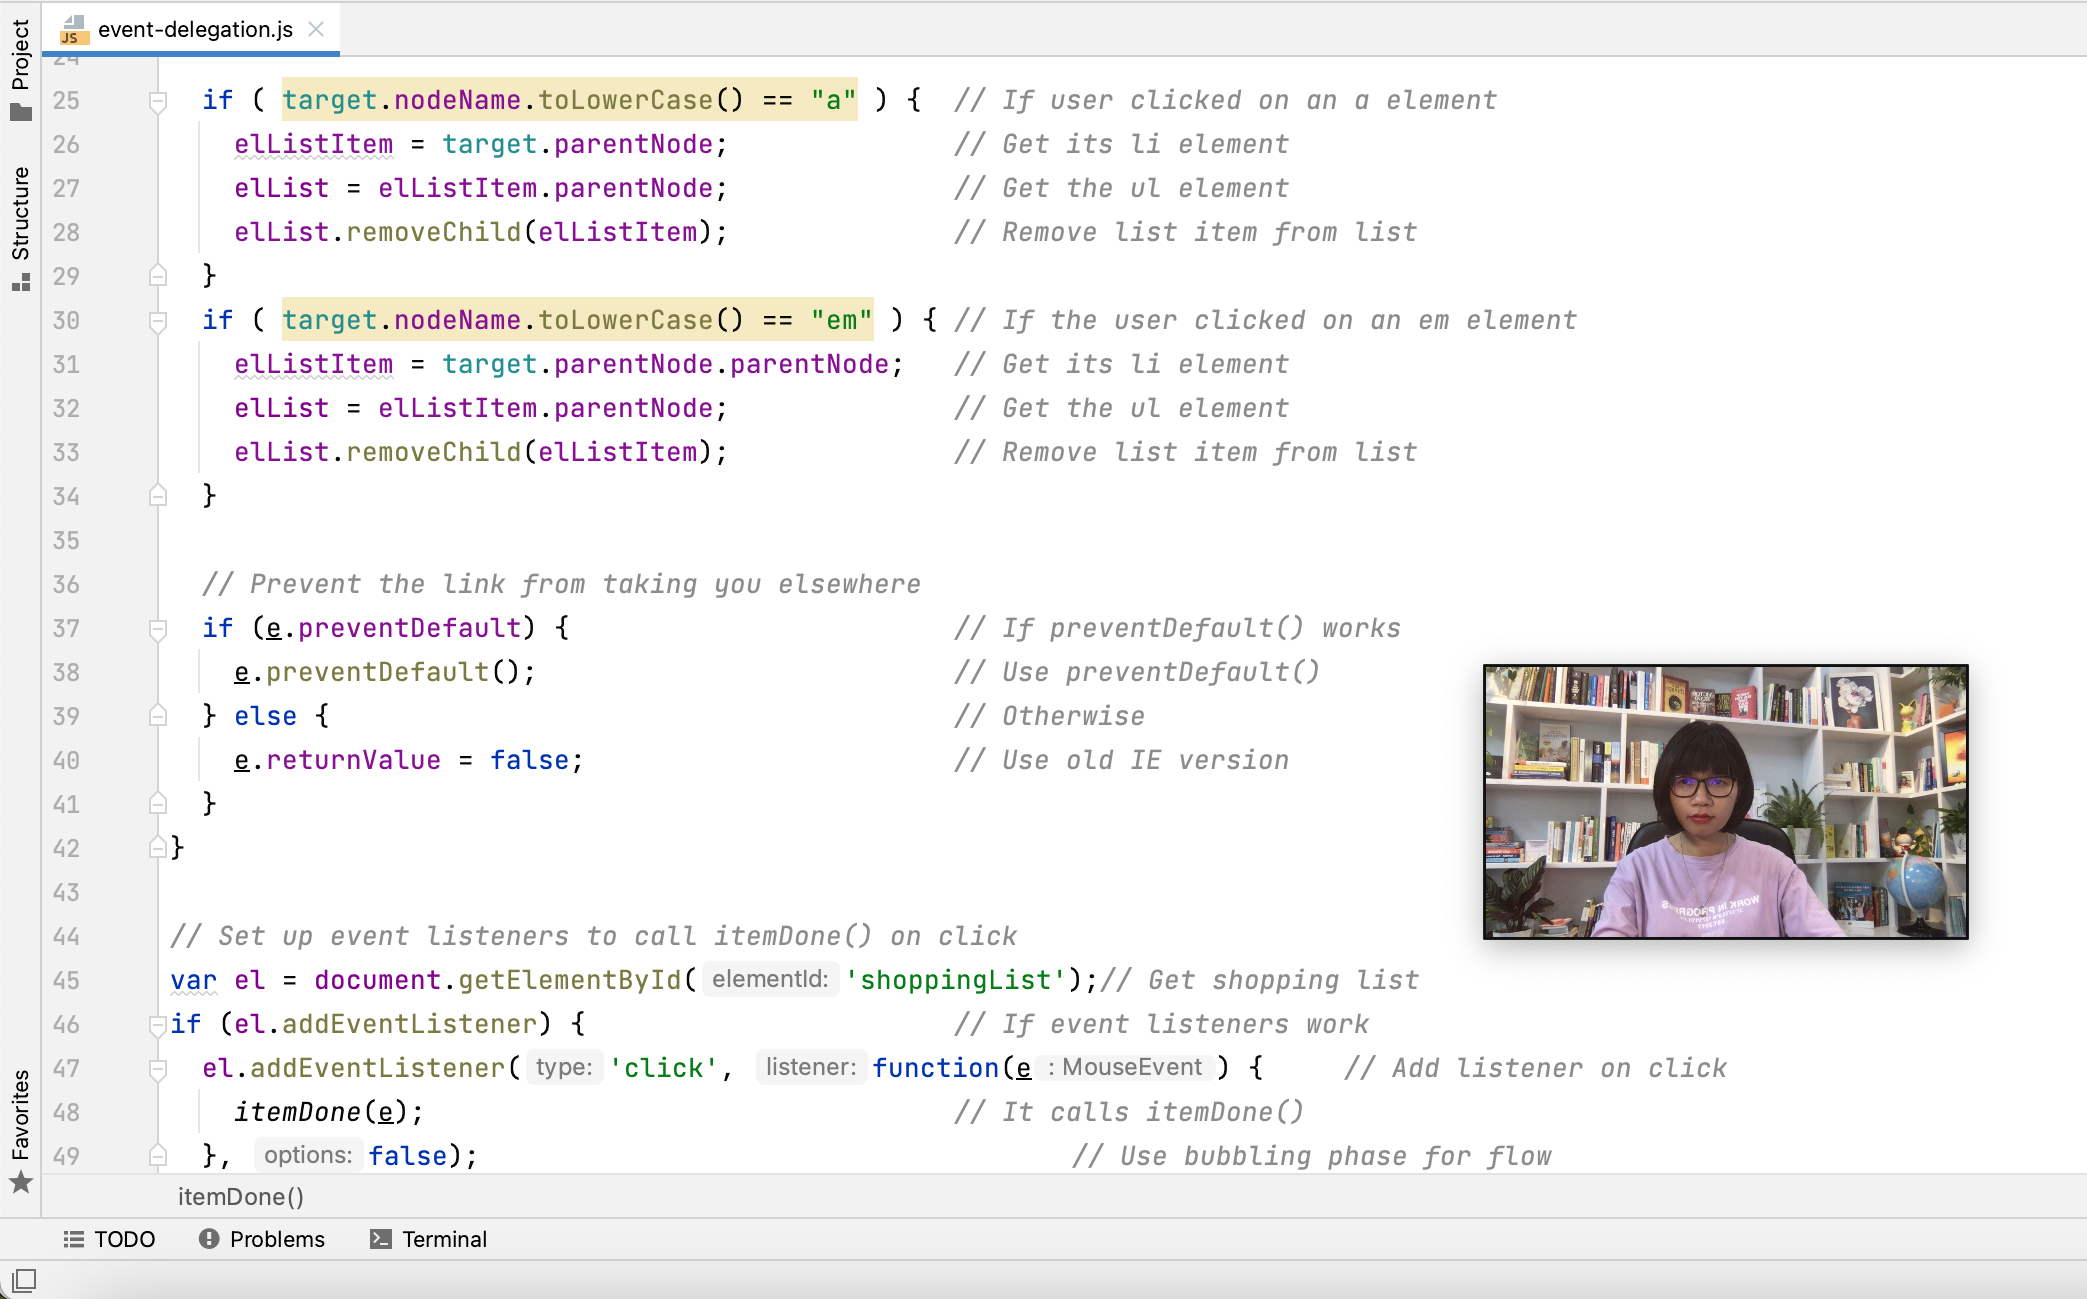 Project
Structure
Favorites
JS event-delegation.js
24
25 if ( target.nodeName.toLowerCase() == "a" ) { // If user clicked on an a element
26 elListItem = target.parentNode; // Get its li element
27 elList = elListItem.parentNode; // Get the ul element
28 elList.removeChild(elListItem); // Remove list item from list
29 }
30 if ( target.nodeName.toLowerCase() == "em" ) { // If the user clicked on an em element
31 elListItem = target.parentNode.parentNode; // Get its li element
32 elList = elListItem.parentNode; // Get the ul element
33 elList.removeChild(elListItem); // Remove list item from list
34 }
35
36 // Prevent the link from taking you elsewhere
37 if (e.preventDefault) { // If preventDefault() works
38 e.preventDefault(); // Use preventDefault()
39 } else { // Otherwise
40 e.returnValue = false; // Use old IE version
41 }
42 }
43
44 // Set up event listeners to call itemDone() on click
45 var el = document.getElementById( elementId: 'shoppingList');// Get shopping list
46 if (el.addEventListener) { // If event listeners work
47 el.addEventListener( type: 'click', listener: function(e : MouseEvent ) { // Add listener on click
48 itemDone(e); // It calls itemDone()
49 }, options: false); // Use bubbling phase for flow
WORK IN PROGRESS
itemDone()
TODO Problems Terminal